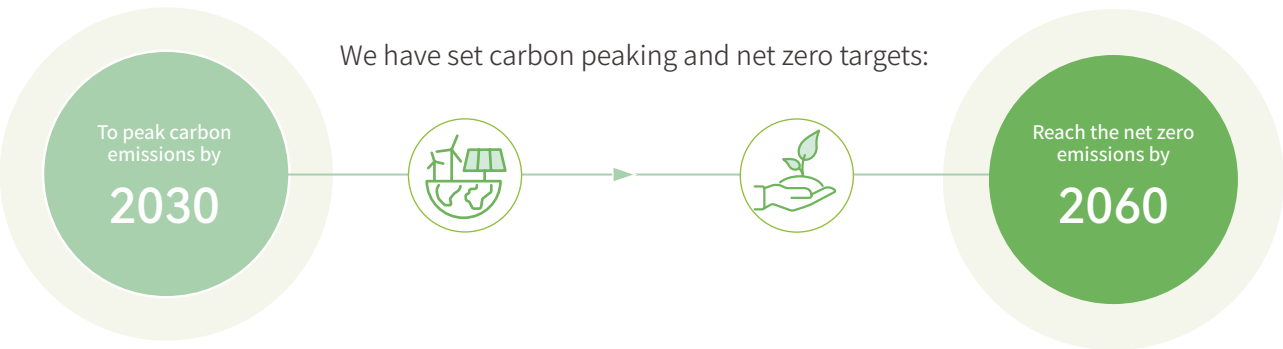 We have set carbon peaking and net zero targets:
To peak carbon
emissions by
2030
Reach the net zero
emissions by
2060